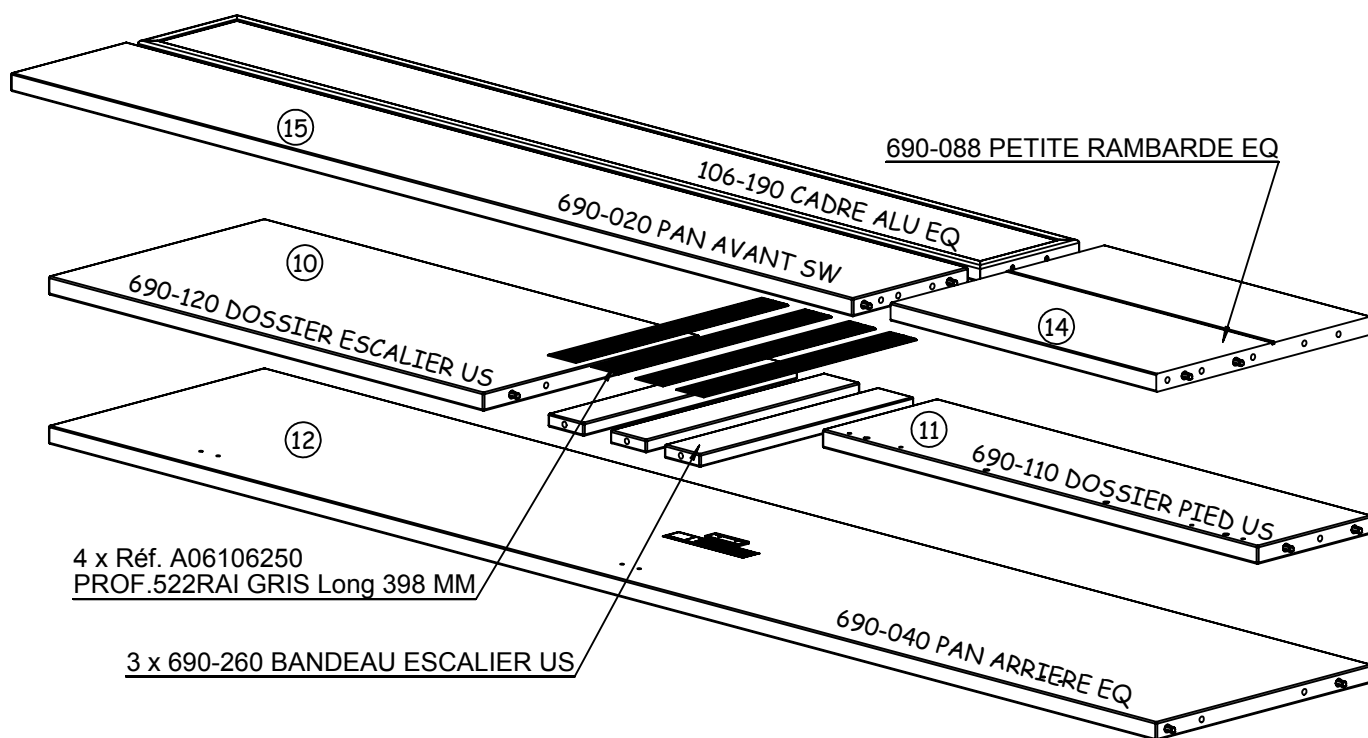 15
690-088 PETITE RAMBARDE EQ
106-190 CADRE ALU EQ
690-020 PAN AVANT SW
10
690-120 DOSSIER ESCALIER US
14
12
11
690-110 DOSSIER PIED US
4 x Réf. A06106250
PROF.522RAI GRIS Long 398 MM
690-040 PAN ARRIERE EQ
3 x 690-260 BANDEAU ESCALIER US